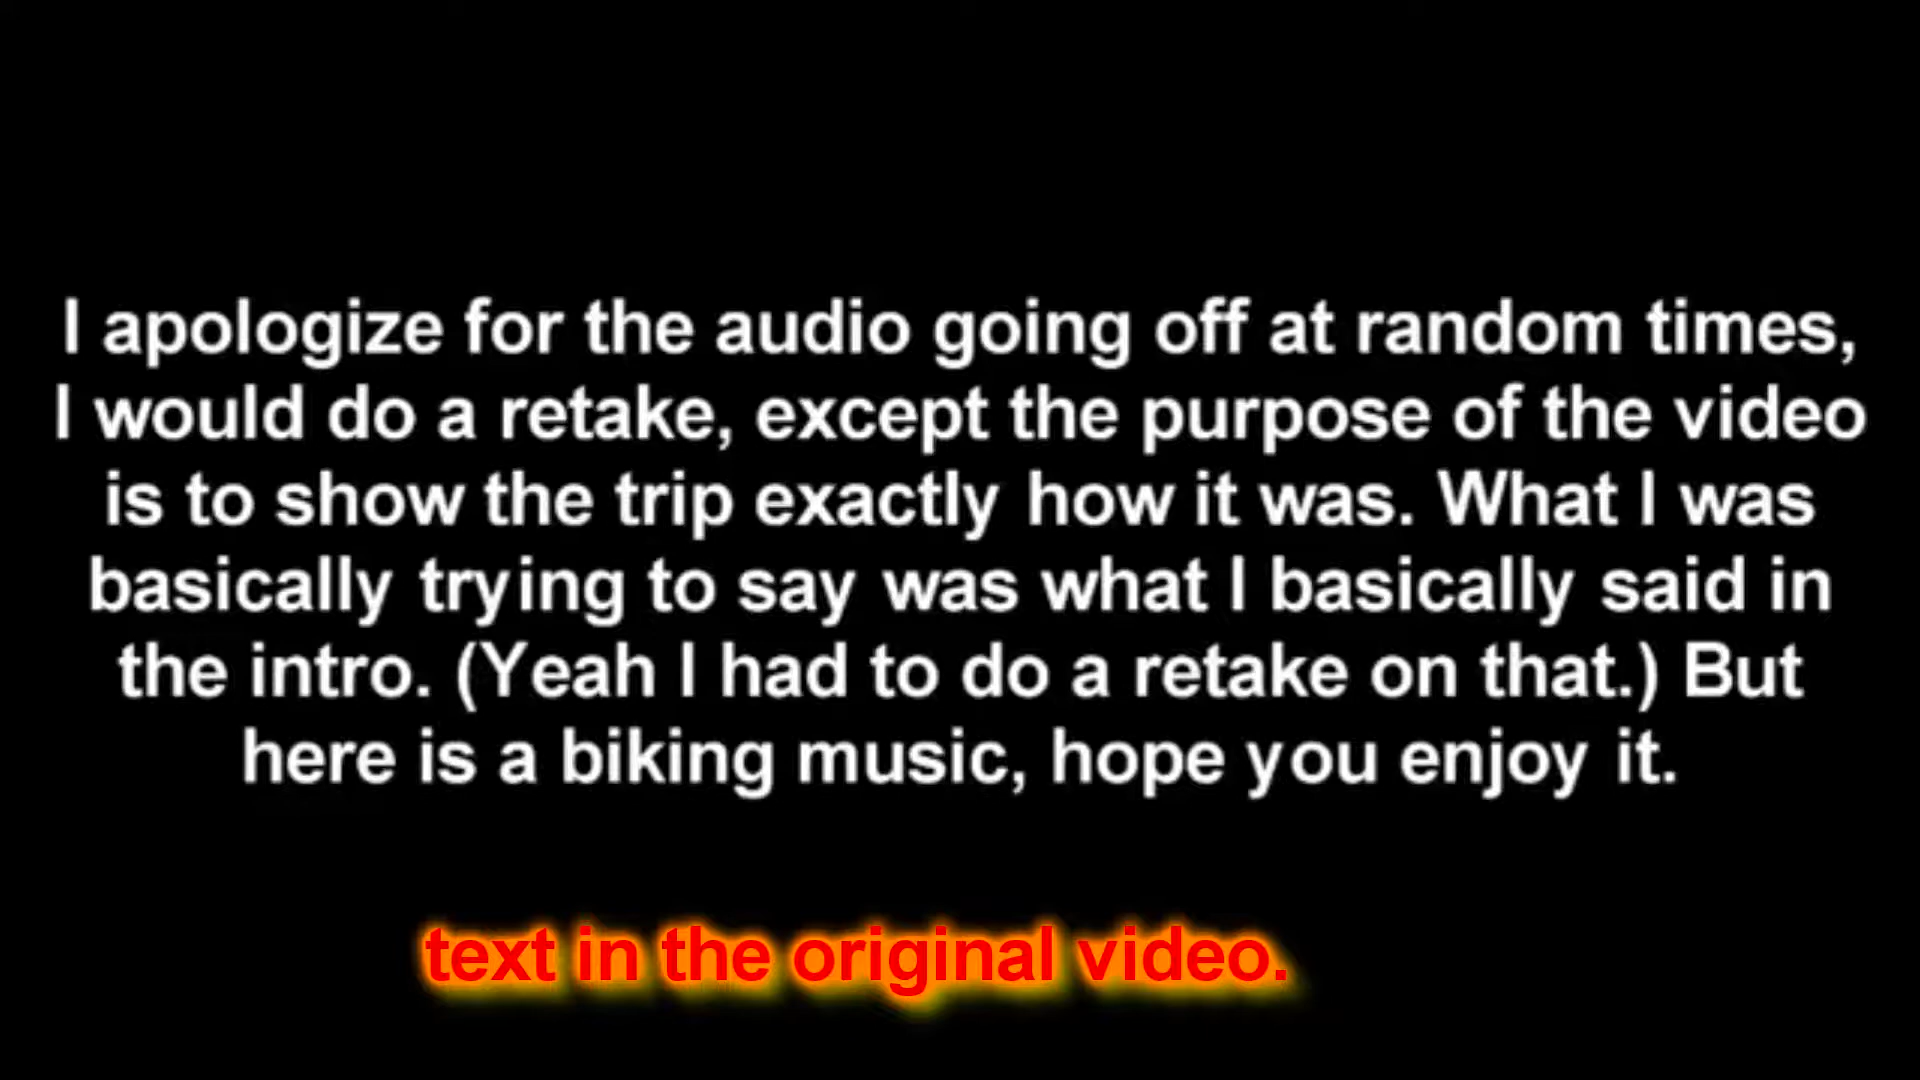 I apologize for the audio going off at random times,
I would do a retake, except the purpose of the video
is to show the trip exactly how it was. What I was
basically trying to say was what I basically said in
the intro. (Yeah I had to do a retake on that.) But
here is a biking music, hope you enjoy it.
text in the original video.